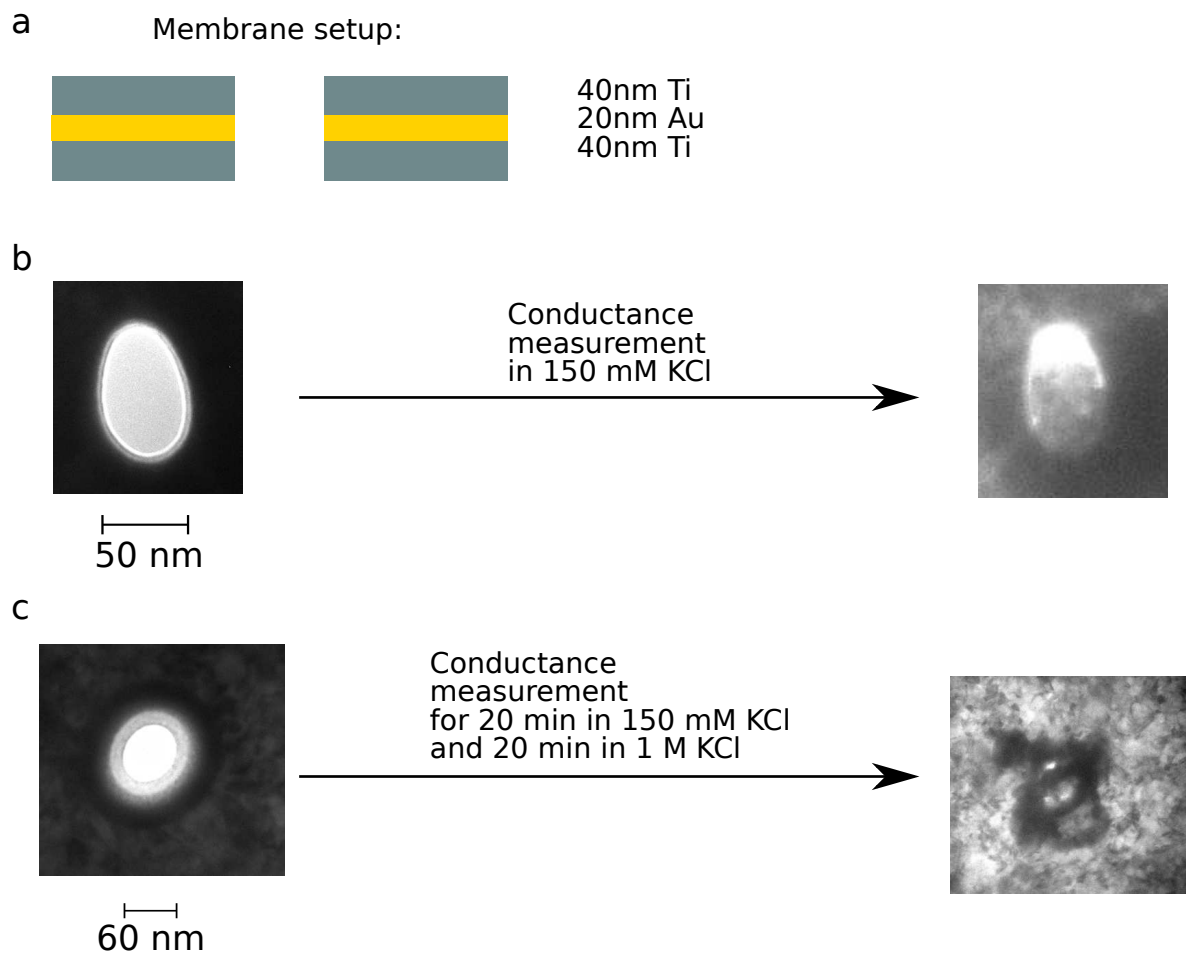 a
Membrane setup:
40nm Ti
20nm Au
40nm Ti
b
Conductance
measurement
in 150 mM KCl
50 nm
c
Conductance
measurement
for 20 min in 150 mM KCl
and 20 min in 1 M KCl
60 nm